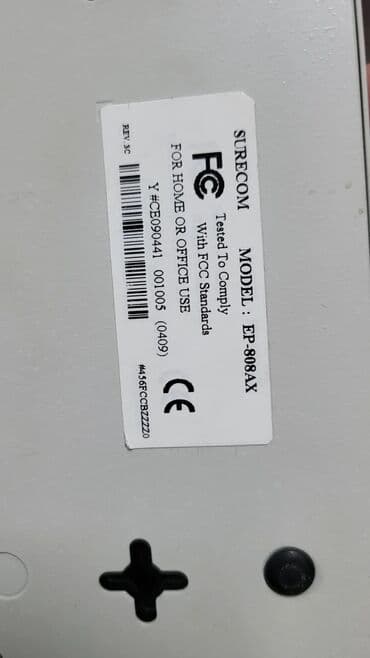 SURECOM MODEL : EP-808AX
FC Tested To Comply
With FCC Standards
FOR HOME OR OFFICE USE
CE
Y #CE090441 001005 (0409)
REV.3C
#456FCCBZZZZ0